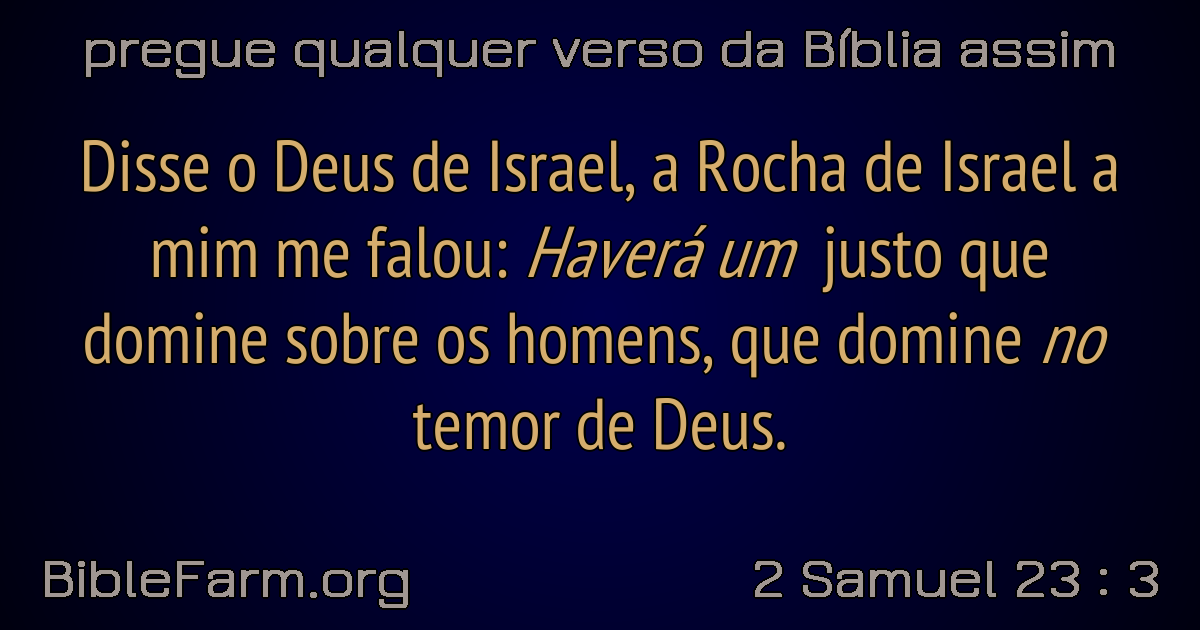 pregue qualquer verso da Bíblia assim
Disse o Deus de Israel, a Rocha de Israel a
mim me falou: Haverá um justo que
domine sobre os homens, que domine no
temor de Deus.
BibleFarm.org
2 Samuel 23 : 3